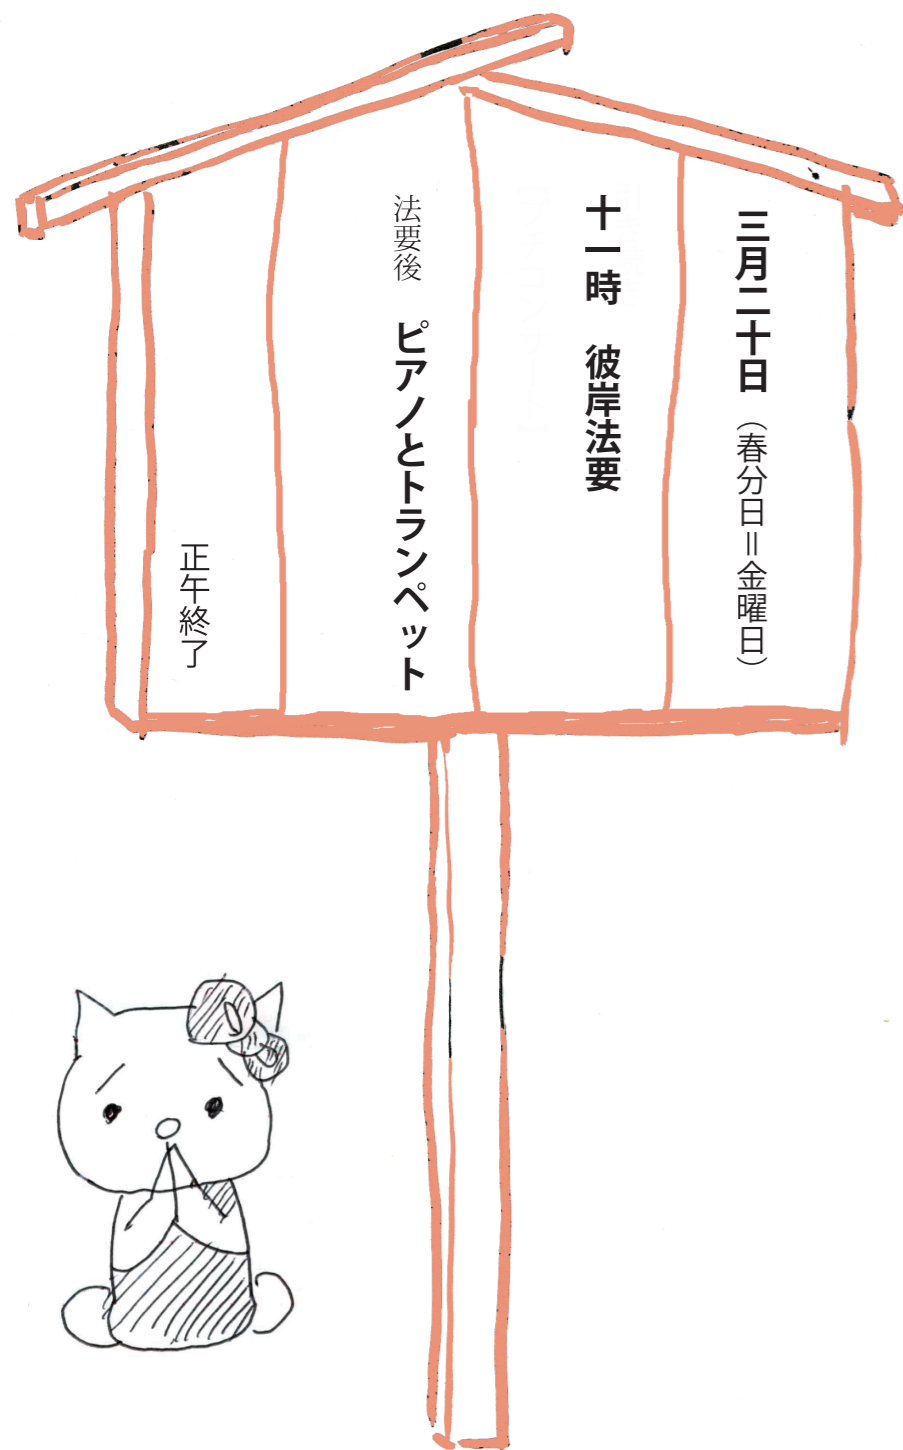 三月二十日（春分日＝金曜日）
十一時　彼岸法要
法要後　ピアノとトランペット
正午終了